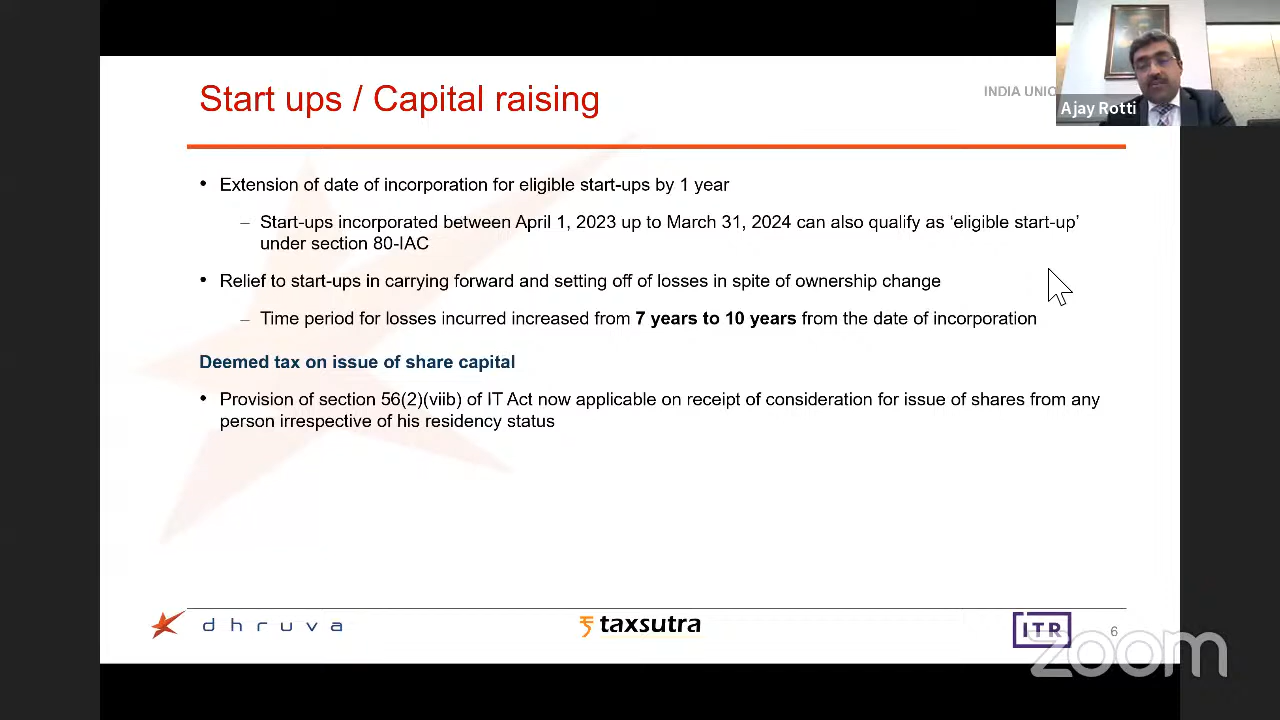 Start ups / Capital raising
INDIA UNIO
Ajay Rotti
• Extension of date of incorporation for eligible start-ups by 1 year
– Start-ups incorporated between April 1, 2023 up to March 31, 2024 can also qualify as ‘eligible start-up’
under section 80-IAC
• Relief to start-ups in carrying forward and setting off of losses in spite of ownership change
– Time period for losses incurred increased from 7 years to 10 years from the date of incorporation
Deemed tax on issue of share capital
• Provision of section 56(2)(viib) of IT Act now applicable on receipt of consideration for issue of shares from any
person irrespective of his residency status
dhruva
taxsutra
ITR
6
zoom